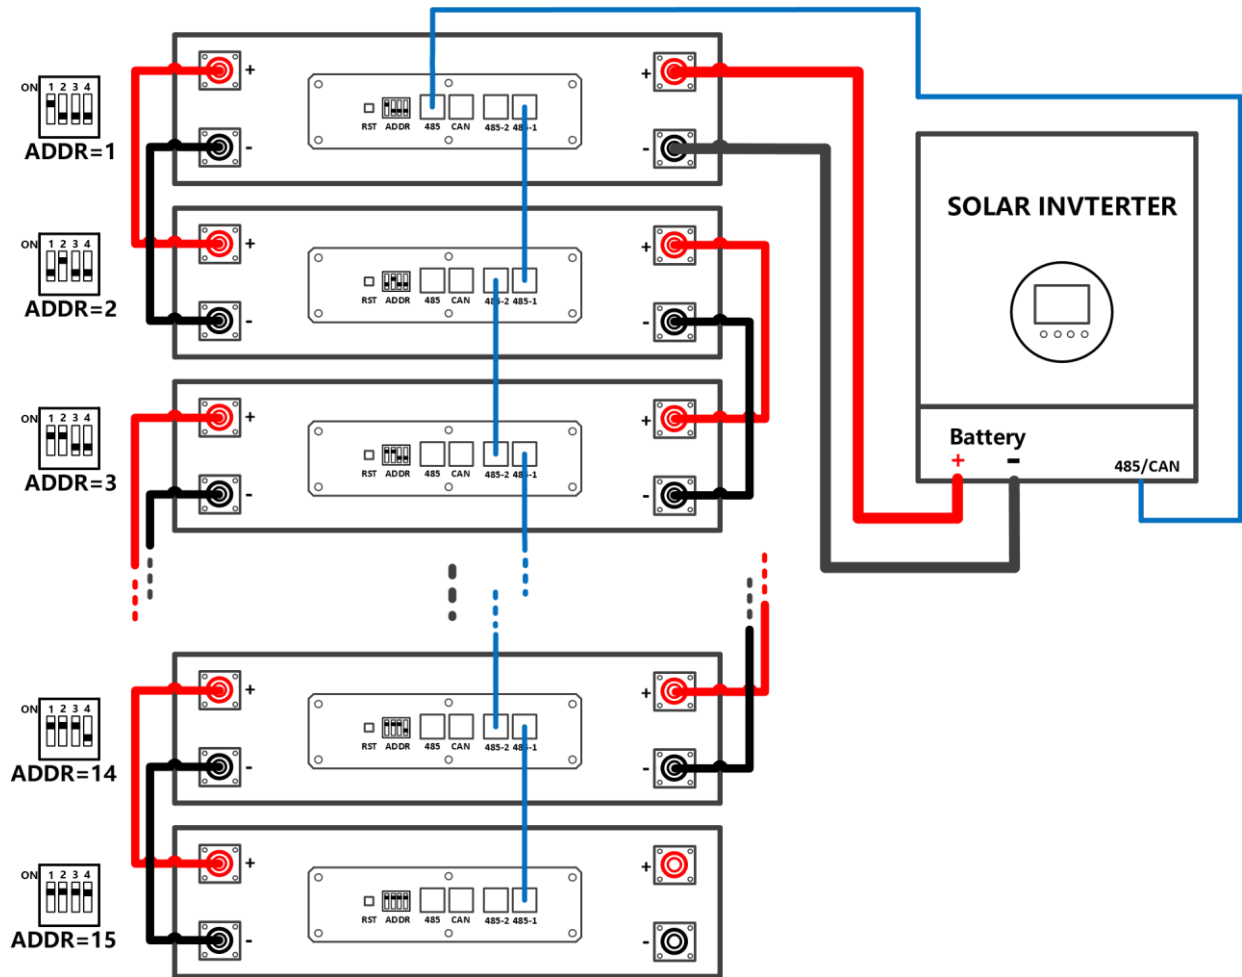 ON 1 2 3 4
ADDR=1
+ +
RST ADDR 485 CAN 485-2 485-1
- -
ON 1 2 3 4
ADDR=2
+ +
RST ADDR 485 CAN 485-2 485-1
- -
ON 1 2 3 4
ADDR=3
+ +
RST ADDR 485 CAN 485-2 485-1
- -
ON 1 2 3 4
ADDR=14
+ +
RST ADDR 485 CAN 485-2 485-1
- -
ON 1 2 3 4
ADDR=15
+ +
RST ADDR 485 CAN 485-2 485-1
- -
SOLAR INVTERTER
Battery
+ -
485/CAN